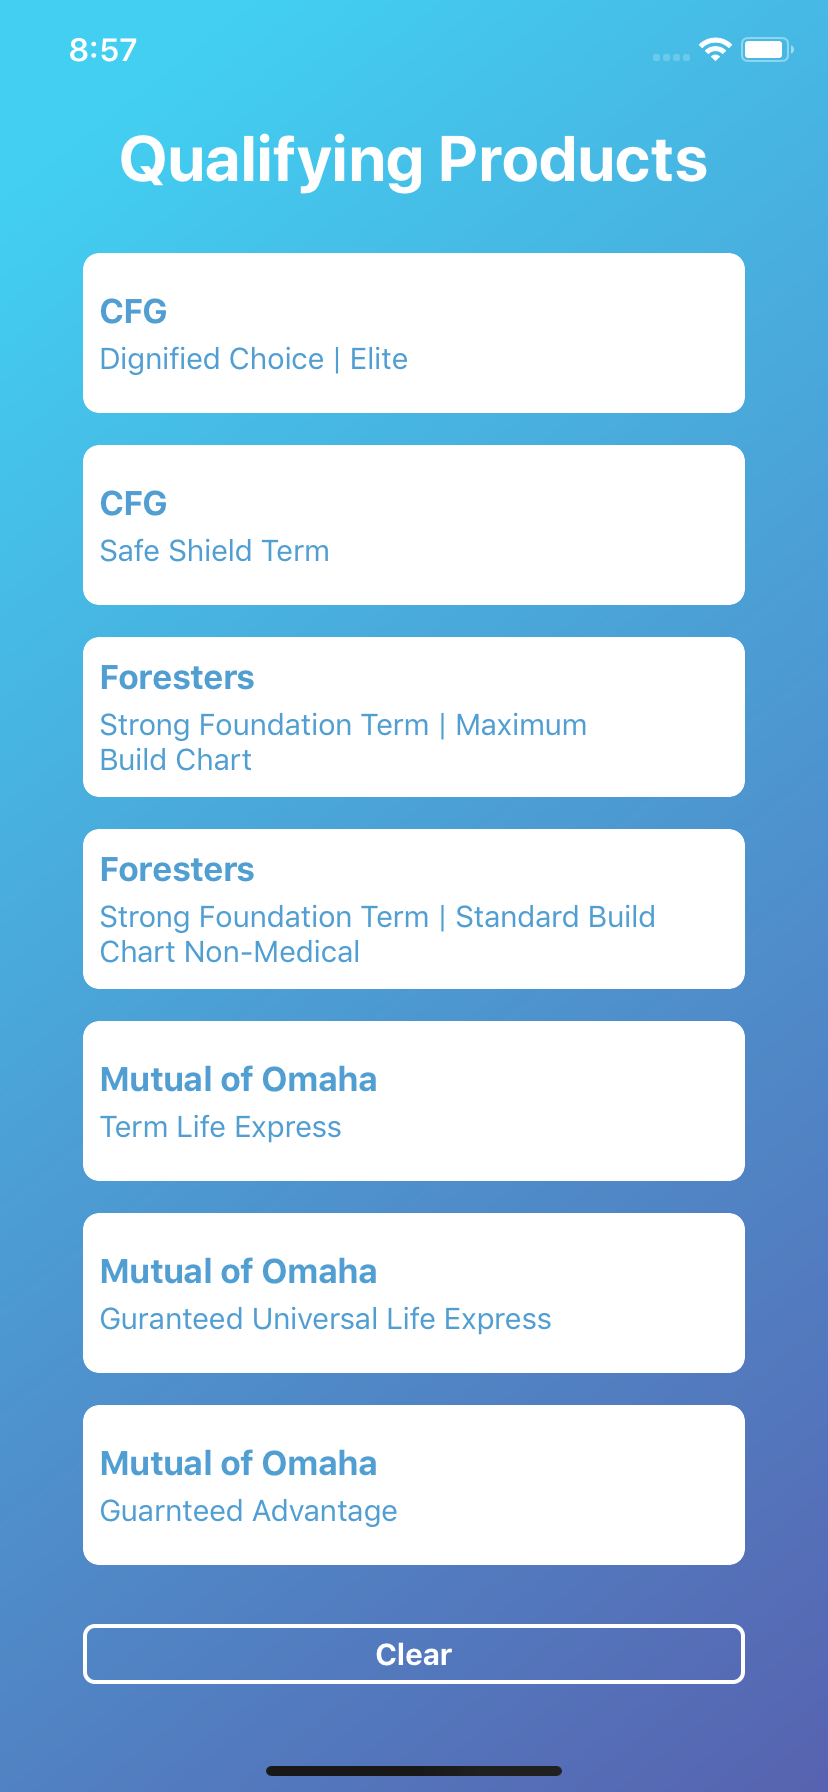 8:57
Qualifying Products
CFG
Dignified Choice | Elite
CFG
Safe Shield Term
Foresters
Strong Foundation Term | Maximum
Build Chart
Foresters
Strong Foundation Term | Standard Build
Chart Non-Medical
Mutual of Omaha
Term Life Express
Mutual of Omaha
Guranteed Universal Life Express
Mutual of Omaha
Guarnteed Advantage
Clear